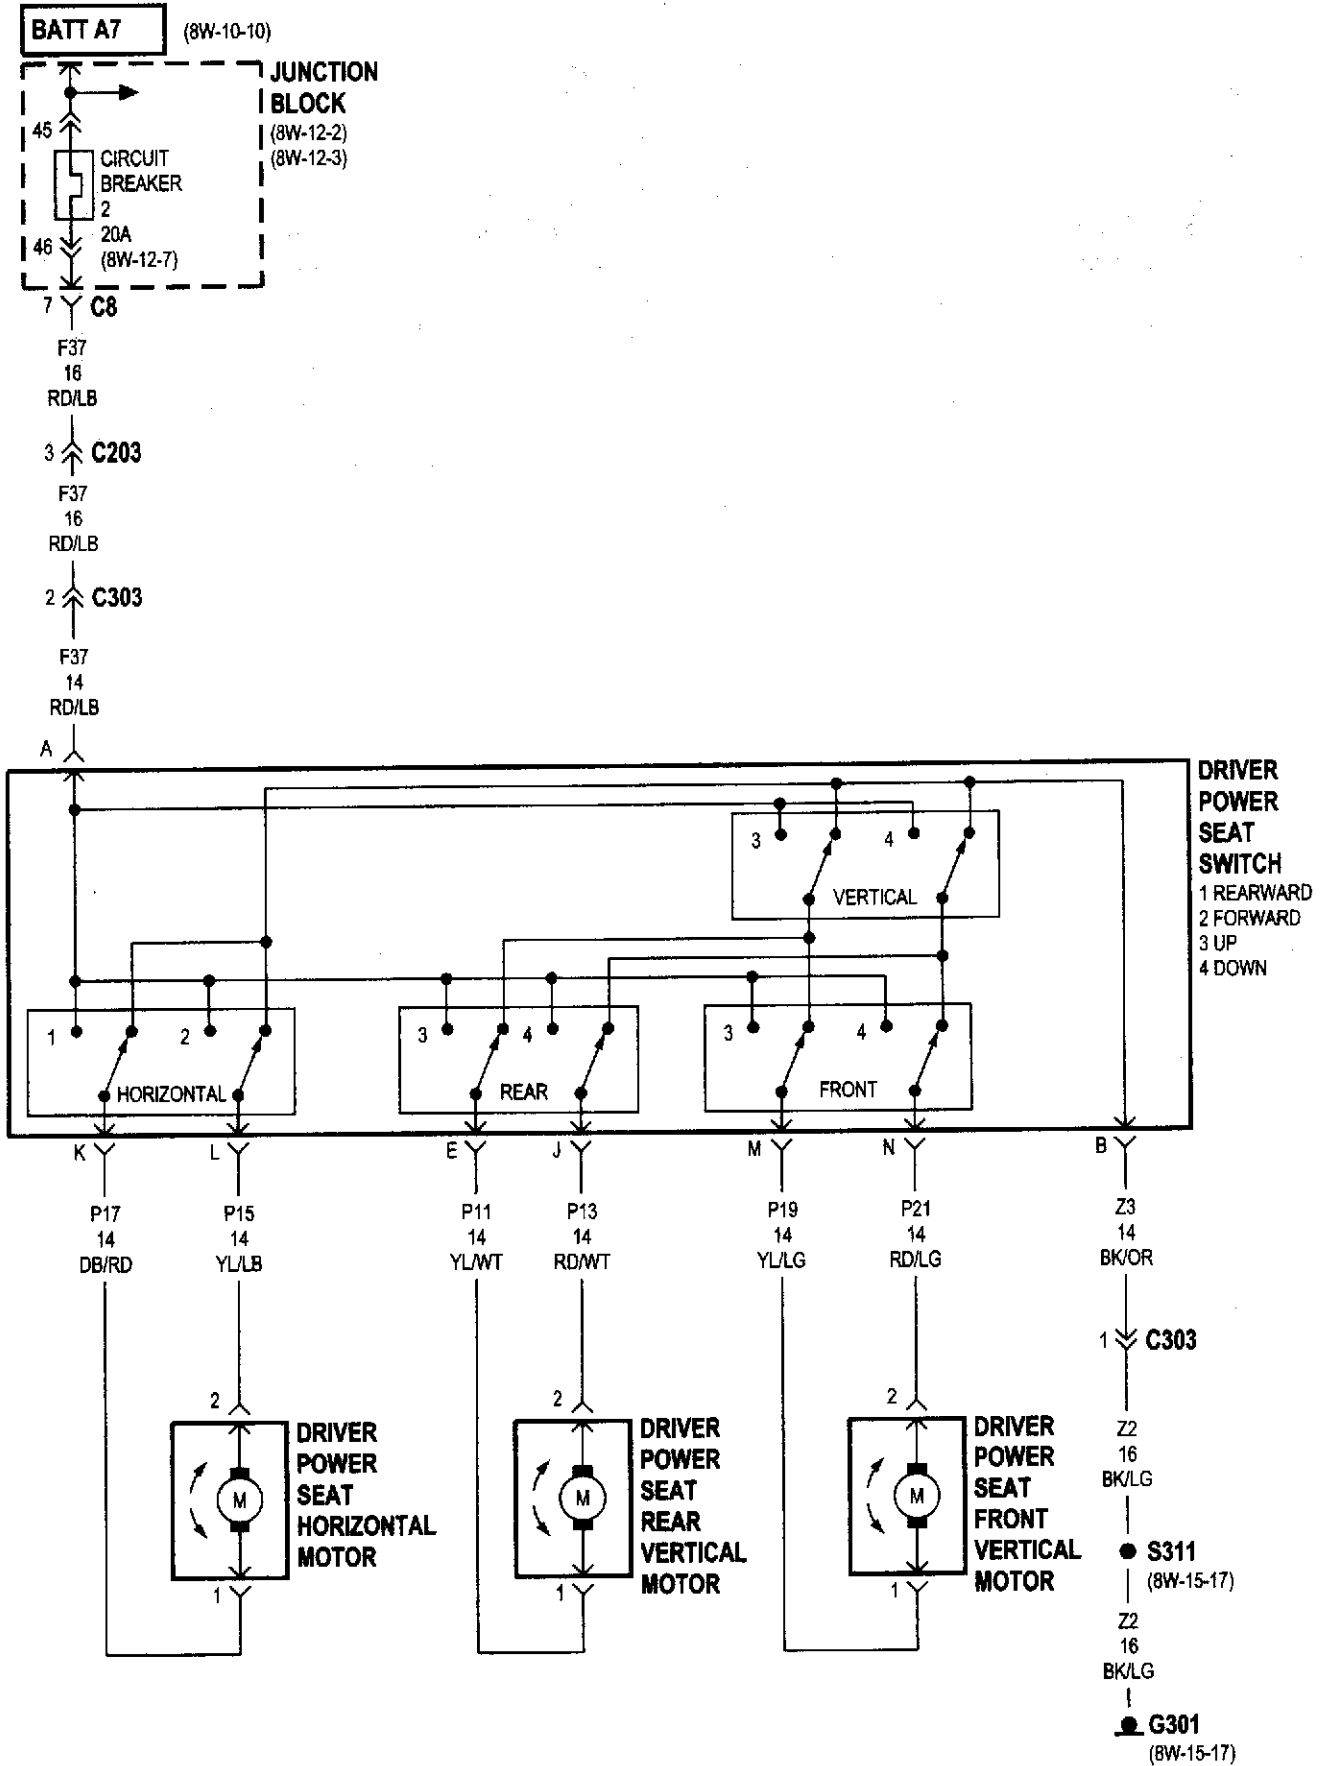 BATT A7
(8W-10-10)
JUNCTION
BLOCK
(8W-12-2)
(8W-12-3)
45
CIRCUIT
BREAKER
2
20A
(8W-12-7)
46
7
C8
F37
16
RD/LB
3
C203
F37
16
RD/LB
2
C303
F37
14
RD/LB
A
DRIVER
POWER
SEAT
SWITCH
1 REARWARD
2 FORWARD
3 UP
4 DOWN
3
4
VERTICAL
1
2
HORIZONTAL
3
4
REAR
3
4
FRONT
K
L
E
J
M
N
B
P17
14
DB/RD
P15
14
YL/LB
P11
14
YL/WT
P13
14
RD/WT
P19
14
YL/LG
P21
14
RD/LG
Z3
14
BK/OR
1
C303
2
M
1
DRIVER
POWER
SEAT
HORIZONTAL
MOTOR
2
M
1
DRIVER
POWER
SEAT
REAR
VERTICAL
MOTOR
2
M
1
DRIVER
POWER
SEAT
FRONT
VERTICAL
MOTOR
Z2
16
BK/LG
S311
(8W-15-17)
Z2
16
BK/LG
G301
(8W-15-17)